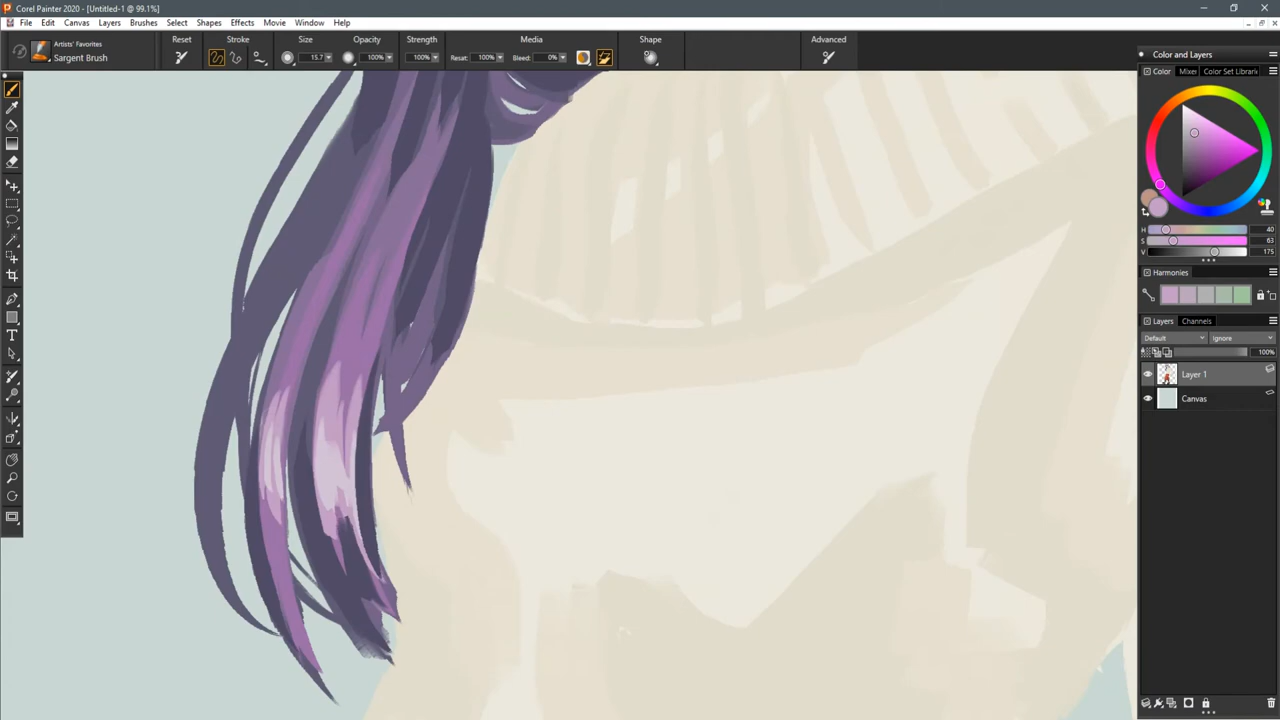 Corel Painter 2020 - [Untitled-1 @ 99.1%]
File Edit Canvas Layers Brushes Select Shapes Effects Movie Window Help
Artists' Favorites
Sargent Brush
Reset Stroke Size Opacity Strength Media Shape Advanced
15.7 100% 100% Resat: 100% Bleed: 0%
Color and Layers
Color Mixer Color Set Librari
H 40
S 63
V 175
Harmonies
Layers Channels
Default Ignore
100%
Layer 1
Canvas